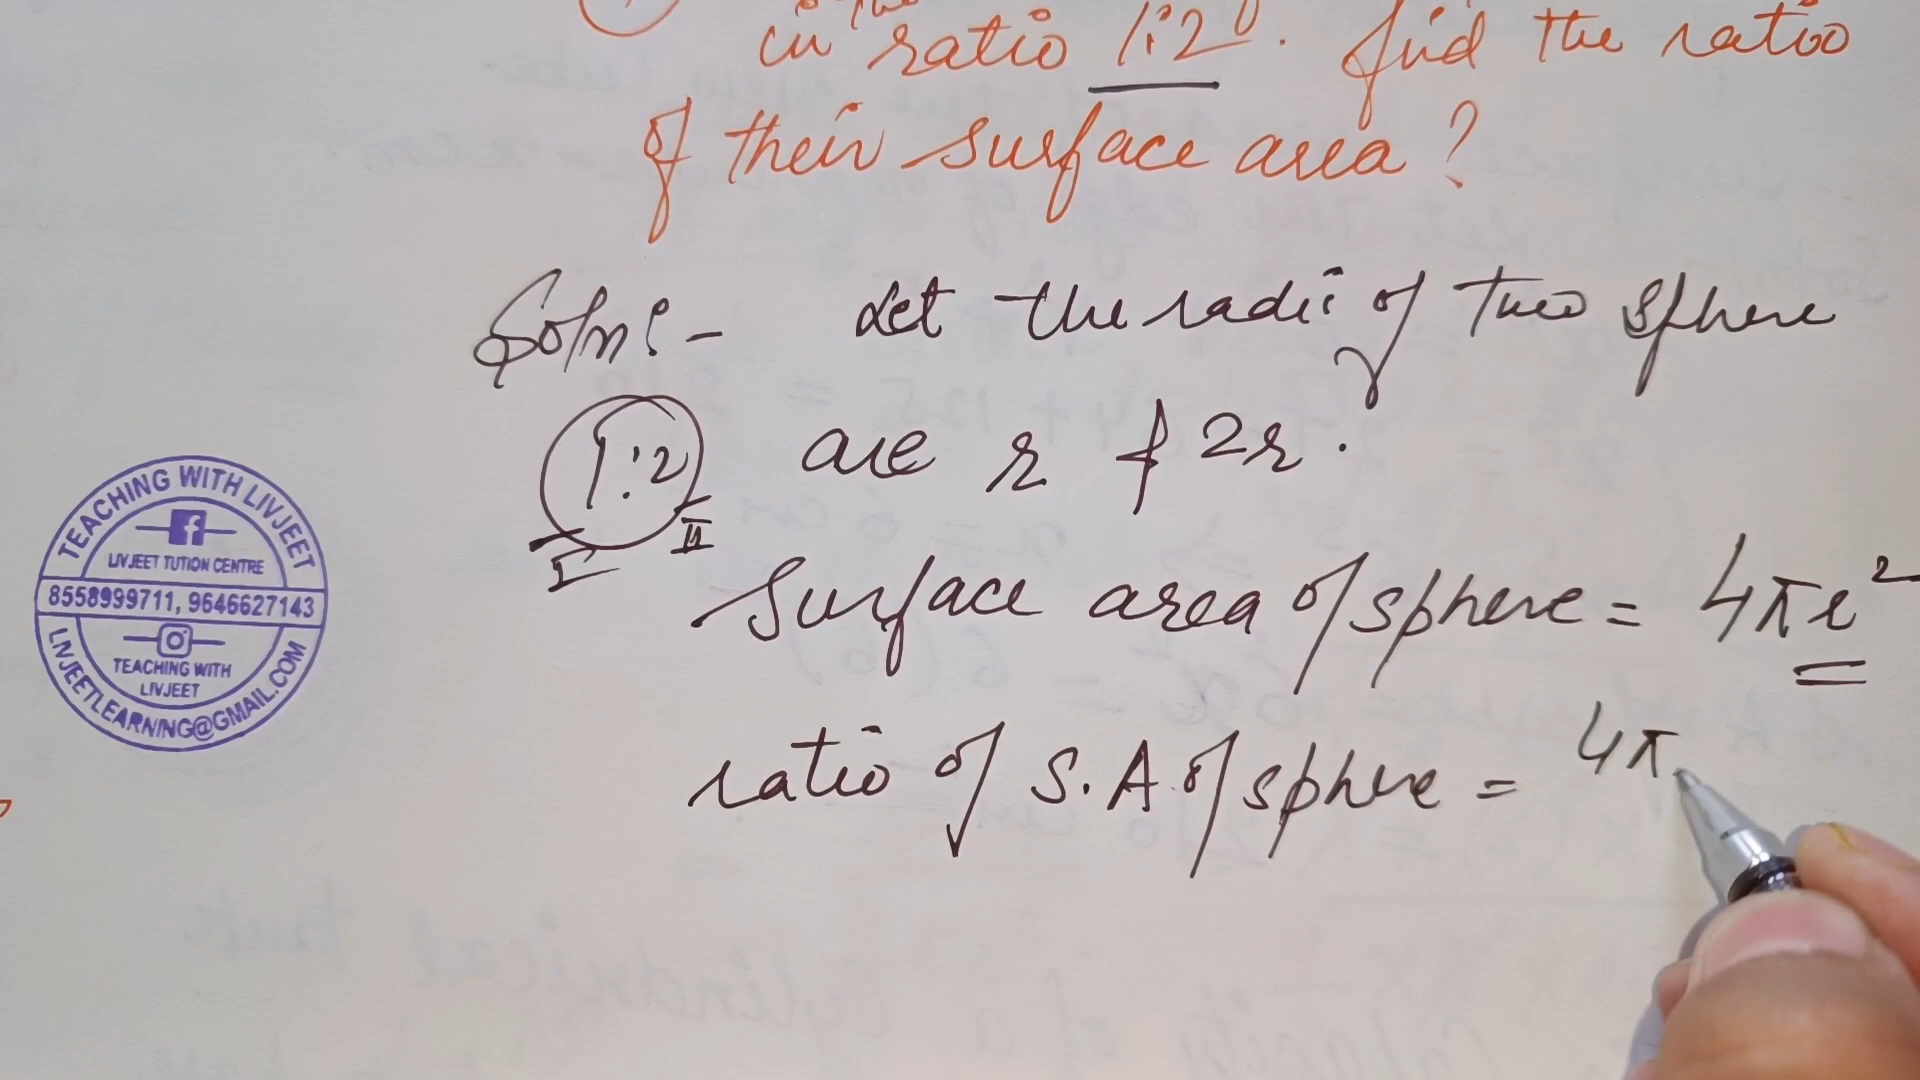 in the
in ratio 1:2. find the ratio
of their surface area?
Soln:- Let the radii of two sphere
1:2 are r & 2r.
I II
Surface area of sphere = 4πr²
ratio of S.A of sphere = 4π
TEACHING WITH LIVJEET
LIVJEET TUTION CENTRE
8558999711, 9646627143
TEACHING WITH
LIVJEET
LIVJEETLEARNING@GMAIL.COM